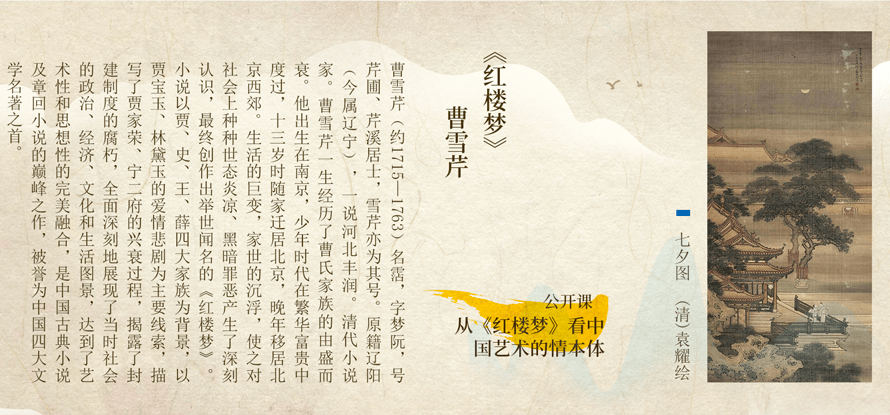 七夕图 （清）袁耀绘
《红楼梦》
曹雪芹
公开课
从《红楼梦》看中
国艺术的情本体
曹雪芹（约1715—1763）名霑，字梦阮，号
芹圃、芹溪居士，雪芹亦为其号。原籍辽阳
（今属辽宁），一说河北丰润。清代小说
家。曹雪芹一生经历了曹氏家族的由盛而
衰。他出生在南京，少年时代在繁华富贵中
度过，十三岁时随家迁居北京，晚年移居北
京西郊。生活的巨变，家世的沉浮，使之对
社会上种种世态炎凉、黑暗罪恶产生了深刻
认识，最终创作出举世闻名的《红楼梦》。
小说以贾、史、王、薛四大家族为背景，以
贾宝玉、林黛玉的爱情悲剧为主要线索，描
写了贾家荣、宁二府的兴衰过程，揭露了封
建制度的腐朽，全面深刻地展现了当时社会
的政治、经济、文化和生活图景，达到了艺
术性和思想性的完美融合，是中国古典小说
及章回小说的巅峰之作，被誉为中国四大文
学名著之首。